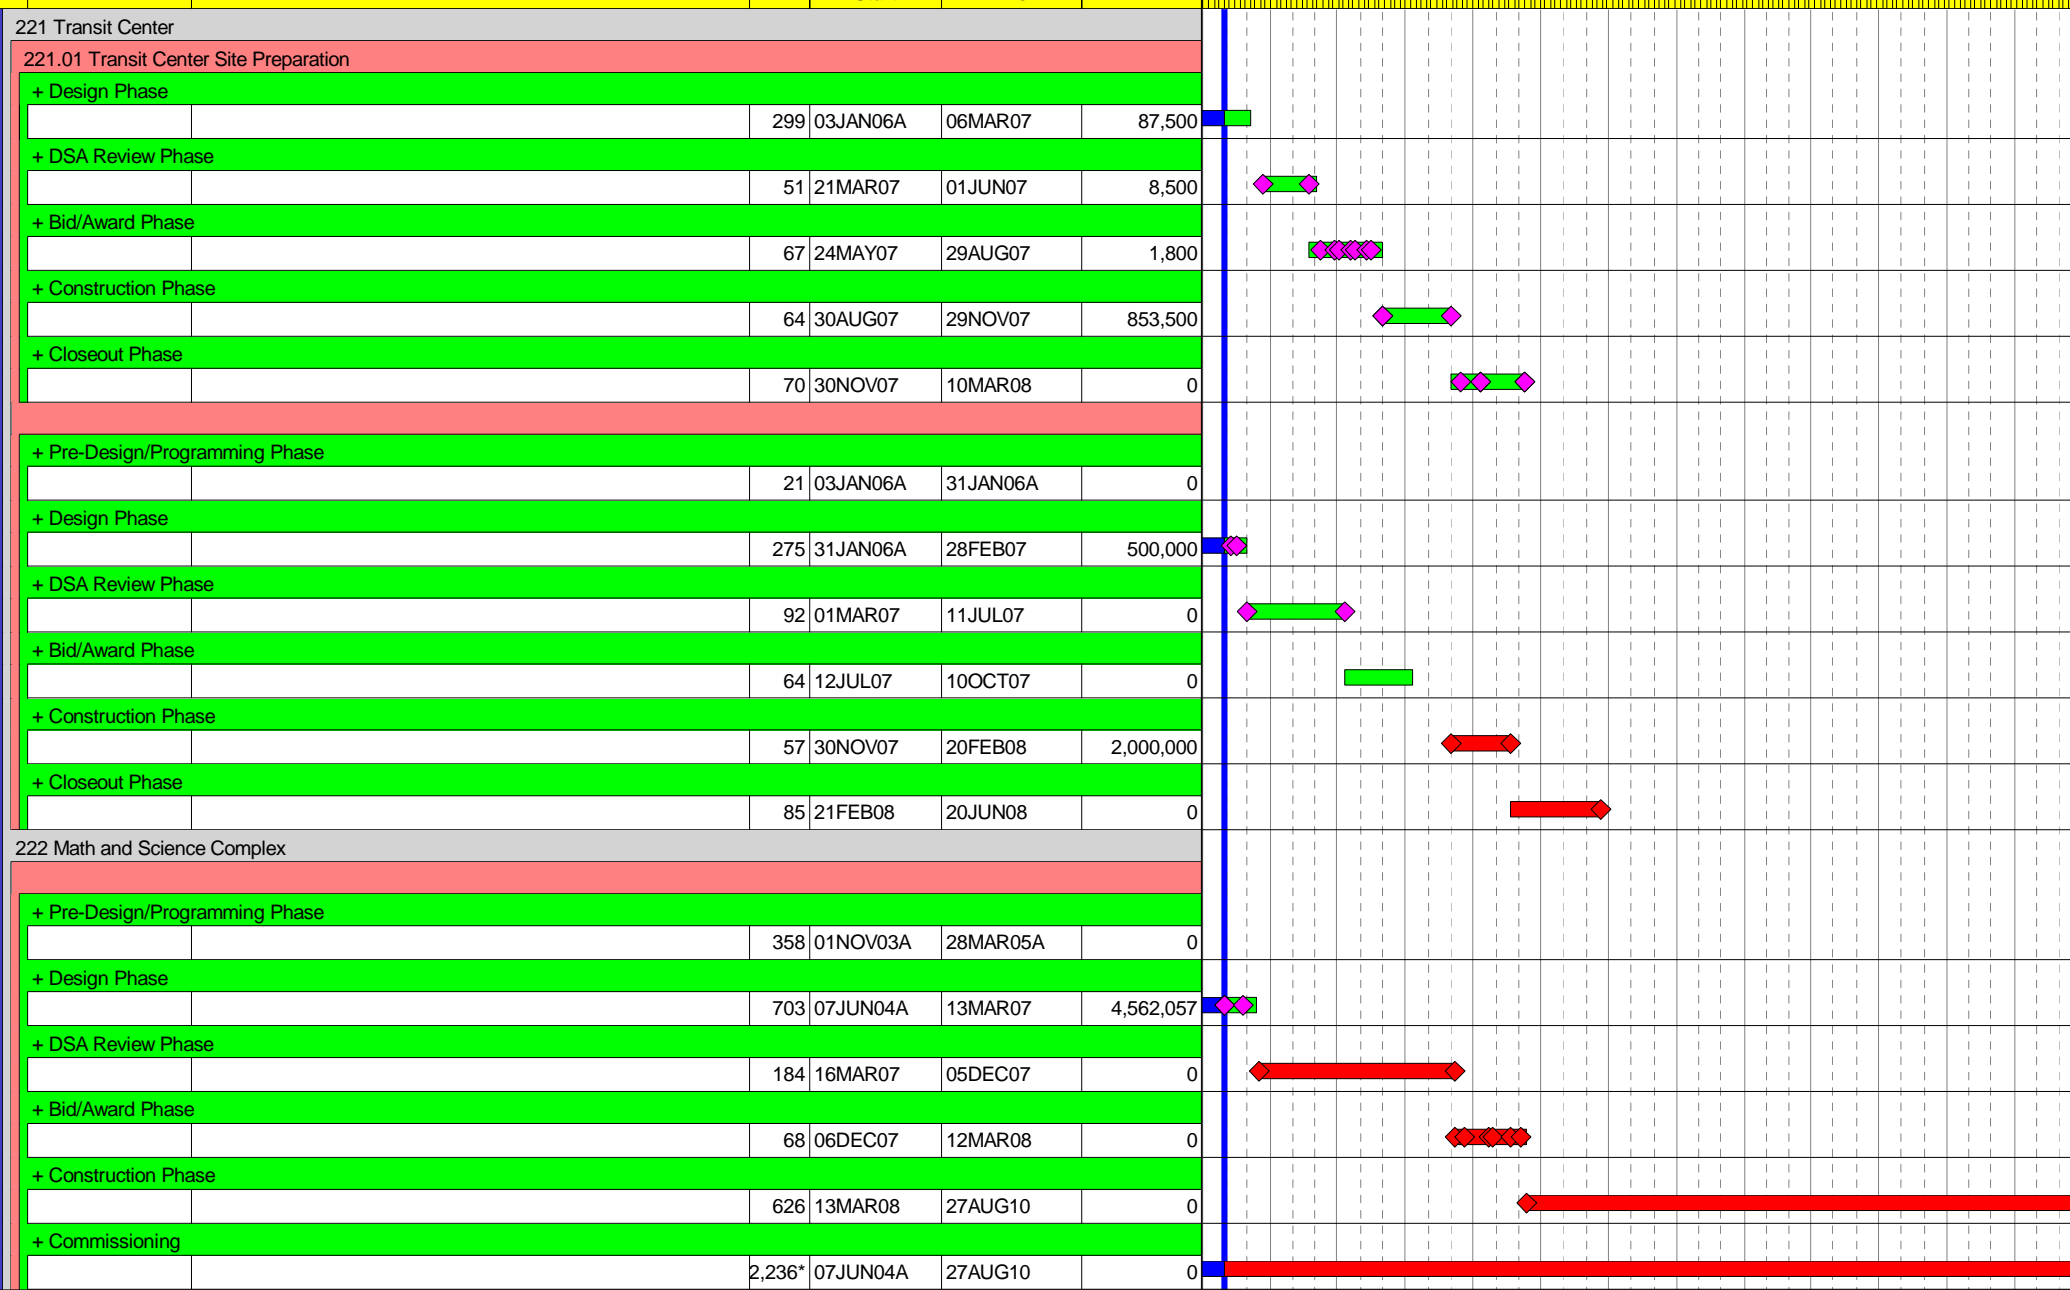 221 Transit Center
221.01 Transit Center Site Preparation
+ Design Phase
299 03JAN06A 06MAR07 87,500
+ DSA Review Phase
51 21MAR07 01JUN07 8,500
+ Bid/Award Phase
67 24MAY07 29AUG07 1,800
+ Construction Phase
64 30AUG07 29NOV07 853,500
+ Closeout Phase
70 30NOV07 10MAR08 0
+ Pre-Design/Programming Phase
21 03JAN06A 31JAN06A 0
+ Design Phase
275 31JAN06A 28FEB07 500,000
+ DSA Review Phase
92 01MAR07 11JUL07 0
+ Bid/Award Phase
64 12JUL07 10OCT07 0
+ Construction Phase
57 30NOV07 20FEB08 2,000,000
+ Closeout Phase
85 21FEB08 20JUN08 0
222 Math and Science Complex
+ Pre-Design/Programming Phase
358 01NOV03A 28MAR05A 0
+ Design Phase
703 07JUN04A 13MAR07 4,562,057
+ DSA Review Phase
184 16MAR07 05DEC07 0
+ Bid/Award Phase
68 06DEC07 12MAR08 0
+ Construction Phase
626 13MAR08 27AUG10 0
+ Commissioning
2,236* 07JUN04A 27AUG10 0